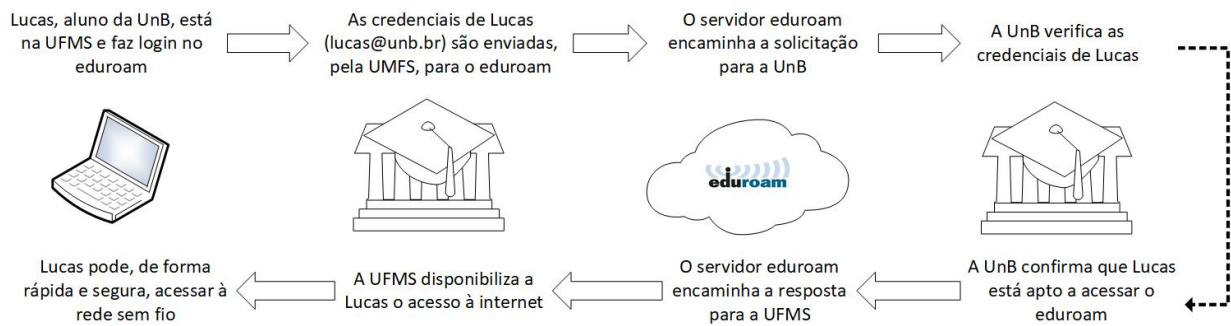 Lucas, aluno da UnB, está
na UFMS e faz login no
eduroam
As credenciais de Lucas
(lucas@unb.br) são enviadas,
pela UMFS, para o eduroam
O servidor eduroam
encaminha a solicitação
para a UnB
A UnB verifica as
credenciais de Lucas
eduroam
Lucas pode, de forma
rápida e segura, acessar à
rede sem fio
A UFMS disponibiliza a
Lucas o acesso à internet
O servidor eduroam
encaminha a resposta
para a UFMS
A UnB confirma que Lucas
está apto a acessar o
eduroam